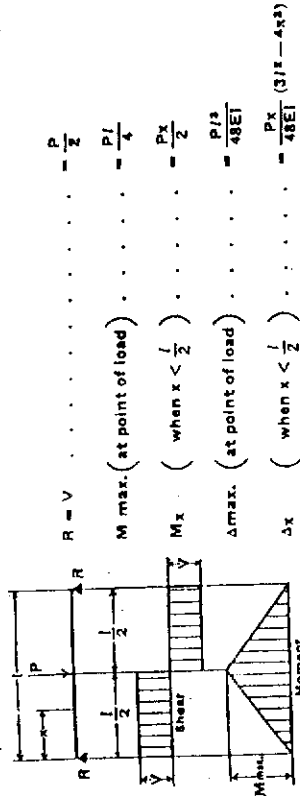 l
x
P
R
R
l/2
l/2
V
Shear
V
M max.
Moment
R = V . . . . . . . . . . = P/2
M max. ( at point of load ) . . . . = Pl/4
Mx ( when x < l/2 ) . . . . = Px/2
Δmax. ( at point of load ) . . . . = Pl³/48EI
Δx ( when x < l/2 ) . . . . = Px/48EI (3l² – 4x²)